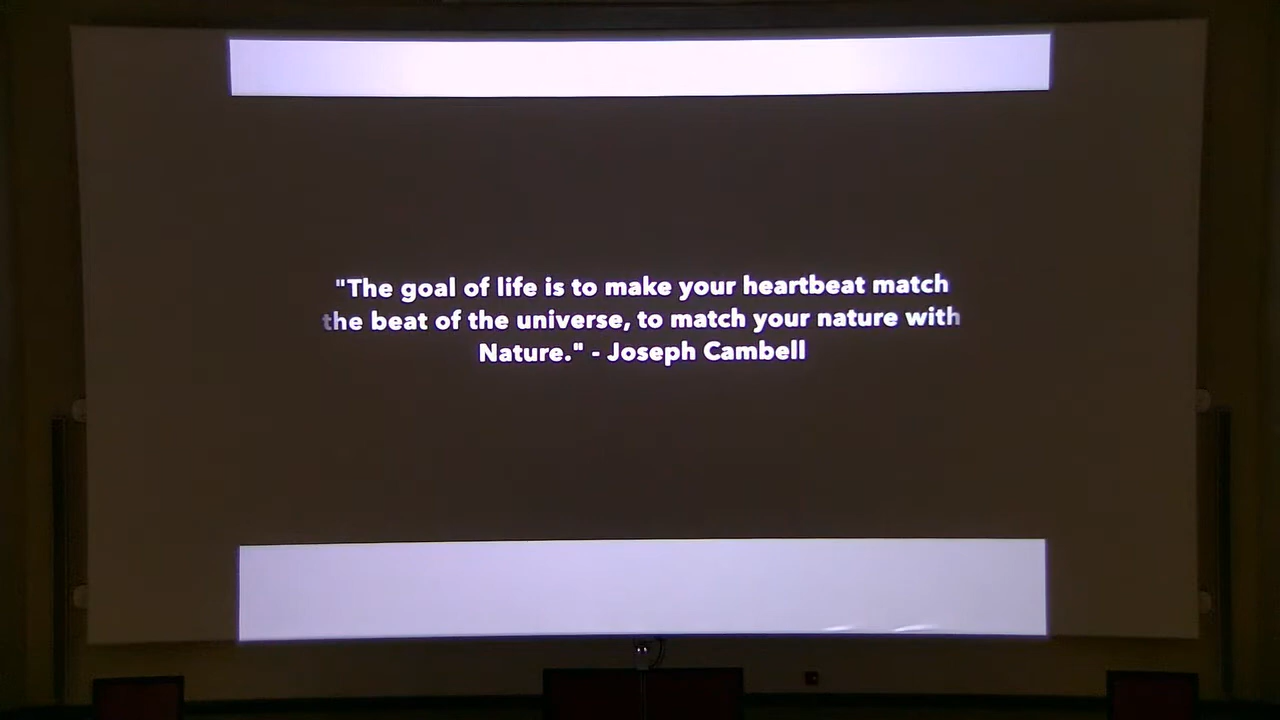 "The goal of life is to make your heartbeat match
the beat of the universe, to match your nature with
Nature." - Joseph Cambell